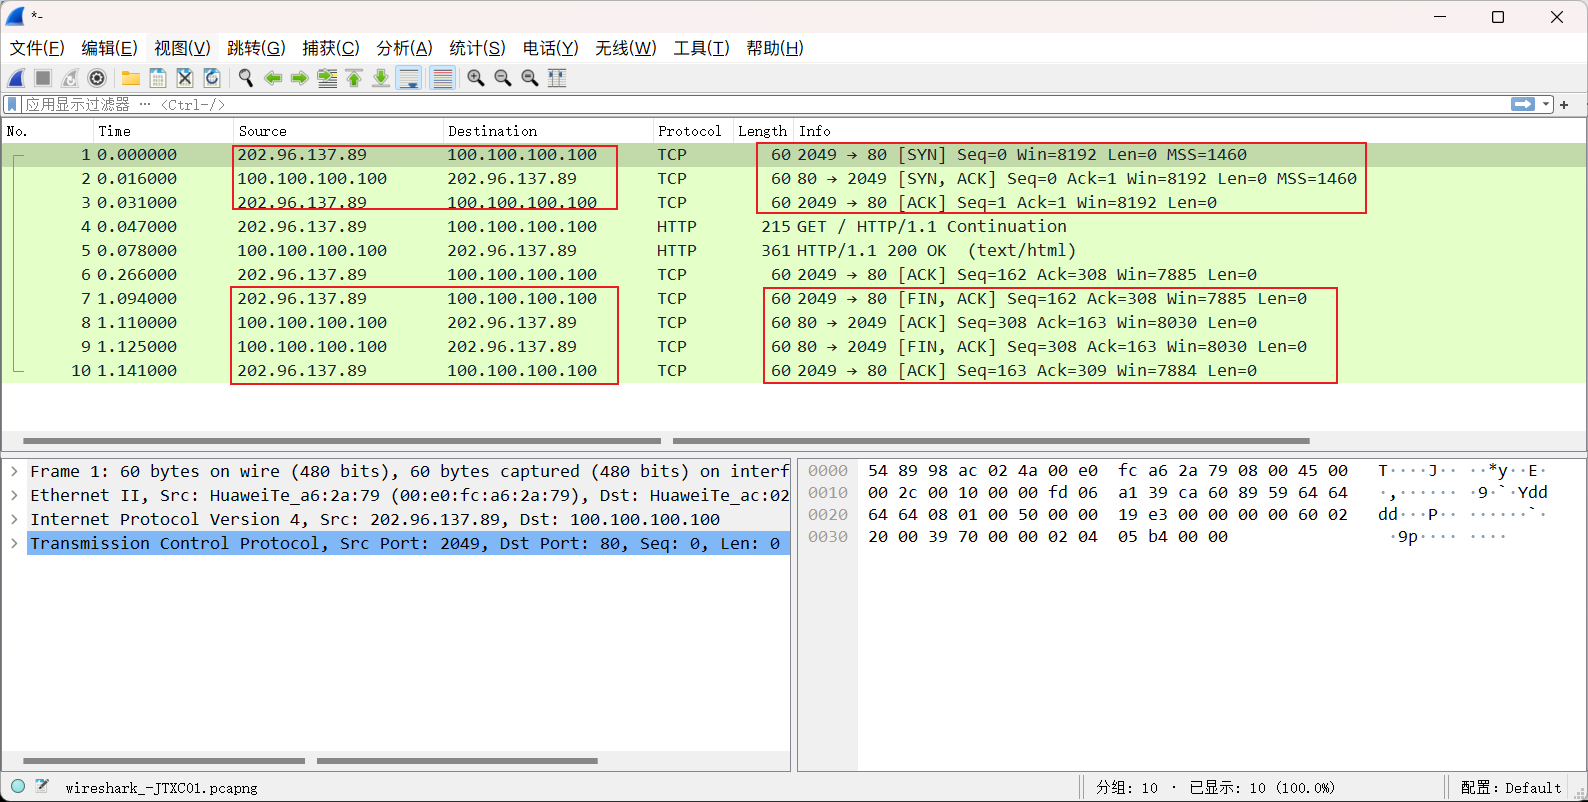 *-
文件(F) 编辑(E) 视图(V) 跳转(G) 捕获(C) 分析(A) 统计(S) 电话(Y) 无线(W) 工具(T) 帮助(H)
应用显示过滤器 … <Ctrl-/>
No. Time Source Destination Protocol Length Info
1 0.000000 202.96.137.89 100.100.100.100 TCP 60 2049 → 80 [SYN] Seq=0 Win=8192 Len=0 MSS=1460
2 0.016000 100.100.100.100 202.96.137.89 TCP 60 80 → 2049 [SYN, ACK] Seq=0 Ack=1 Win=8192 Len=0 MSS=1460
3 0.031000 202.96.137.89 100.100.100.100 TCP 60 2049 → 80 [ACK] Seq=1 Ack=1 Win=8192 Len=0
4 0.047000 202.96.137.89 100.100.100.100 HTTP 215 GET / HTTP/1.1 Continuation
5 0.078000 100.100.100.100 202.96.137.89 HTTP 361 HTTP/1.1 200 OK  (text/html)
6 0.266000 202.96.137.89 100.100.100.100 TCP 60 2049 → 80 [ACK] Seq=162 Ack=308 Win=7885 Len=0
7 1.094000 202.96.137.89 100.100.100.100 TCP 60 2049 → 80 [FIN, ACK] Seq=162 Ack=308 Win=7885 Len=0
8 1.110000 100.100.100.100 202.96.137.89 TCP 60 80 → 2049 [ACK] Seq=308 Ack=163 Win=8030 Len=0
9 1.125000 100.100.100.100 202.96.137.89 TCP 60 80 → 2049 [FIN, ACK] Seq=308 Ack=163 Win=8030 Len=0
10 1.141000 202.96.137.89 100.100.100.100 TCP 60 2049 → 80 [ACK] Seq=163 Ack=309 Win=7884 Len=0
Frame 1: 60 bytes on wire (480 bits), 60 bytes captured (480 bits) on interf
Ethernet II, Src: HuaweiTe_a6:2a:79 (00:e0:fc:a6:2a:79), Dst: HuaweiTe_ac:02
Internet Protocol Version 4, Src: 202.96.137.89, Dst: 100.100.100.100
Transmission Control Protocol, Src Port: 2049, Dst Port: 80, Seq: 0, Len: 0
0000 54 89 98 ac 02 4a 00 e0 fc a6 2a 79 08 00 45 00 T····J·· ··*y··E·
0010 00 2c 00 10 00 00 fd 06 a1 39 ca 60 89 59 64 64 ·,······ ·9·`·Ydd
0020 64 64 08 01 00 50 00 00 19 e3 00 00 00 00 60 02 dd···P·· ······`·
0030 20 00 39 70 00 00 02 04 05 b4 00 00 ·9p···· ····
wireshark_-JTXC01.pcapng 分组: 10 · 已显示: 10 (100.0%) 配置: Default